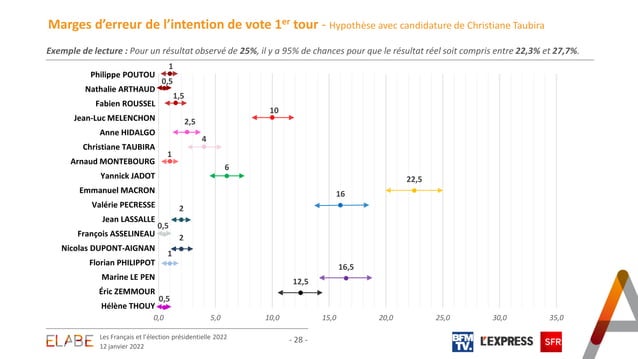 Marges d’erreur de l’intention de vote 1er tour - Hypothèse avec candidature de Christiane Taubira
Exemple de lecture : Pour un résultat observé de 25%, il y a 95% de chances pour que le résultat réel soit compris entre 22,3% et 27,7%.
Philippe POUTOU 1
Nathalie ARTHAUD 0,5
Fabien ROUSSEL 1,5
Jean-Luc MELENCHON 10
Anne HIDALGO 2,5
Christiane TAUBIRA 4
Arnaud MONTEBOURG 1
Yannick JADOT 6
Emmanuel MACRON 22,5
Valérie PECRESSE 16
Jean LASSALLE 2
François ASSELINEAU 0,5
Nicolas DUPONT-AIGNAN 2
Florian PHILIPPOT 1
Marine LE PEN 16,5
Éric ZEMMOUR 12,5
Hélène THOUY 0,5
0,0 5,0 10,0 15,0 20,0 25,0 30,0 35,0
ELABE
Les Français et l’élection présidentielle 2022
12 janvier 2022
- 28 -
BFM
TV.
L'EXPRESS
SFR